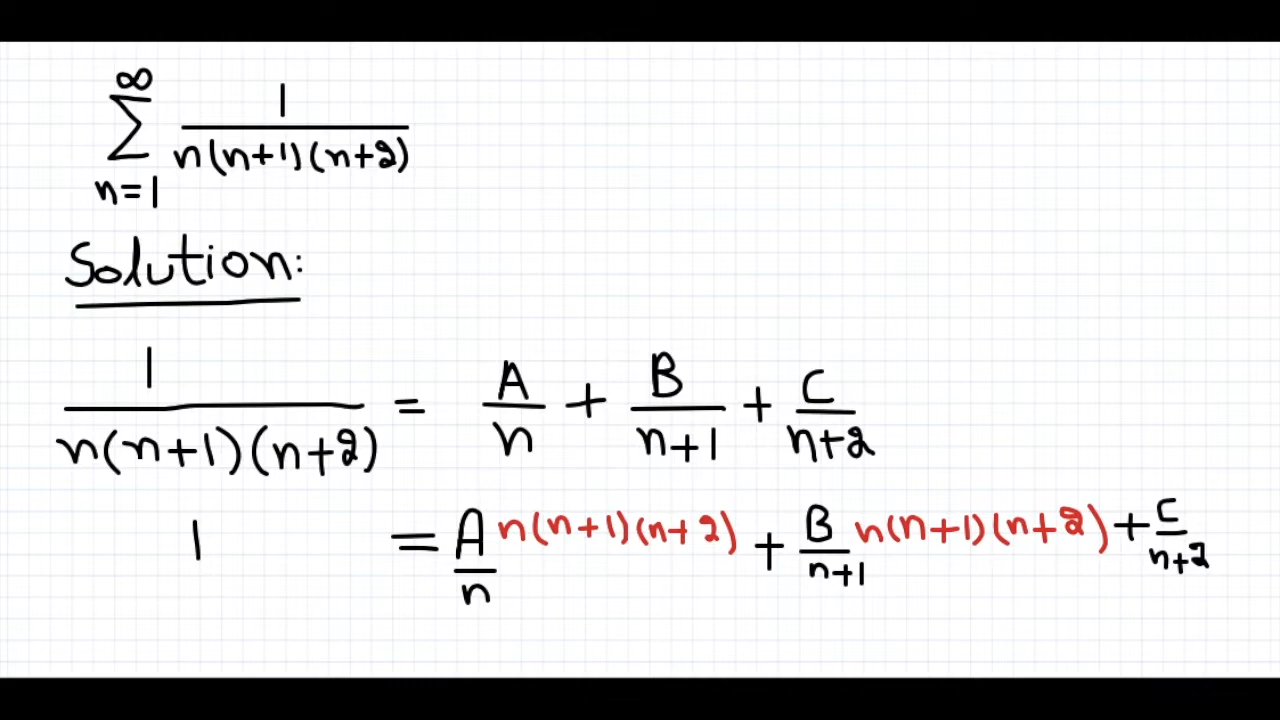 ∞
∑ 1/(n(n+1)(n+2))
n=1
Solution:
1/(n(n+1)(n+2)) = A/n + B/(n+1) + C/(n+2)
1 = A/n n(n+1)(n+2) + B/(n+1) n(n+1)(n+2) + C/(n+2)